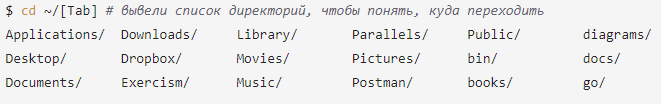 $ cd ~/[Tab] # вывели список директорий, чтобы понять, куда переходить
Applications/ Downloads/ Library/ Parallels/ Public/ diagrams/
Desktop/ Dropbox/ Movies/ Pictures/ bin/ docs/
Documents/ Exercism/ Music/ Postman/ books/ go/